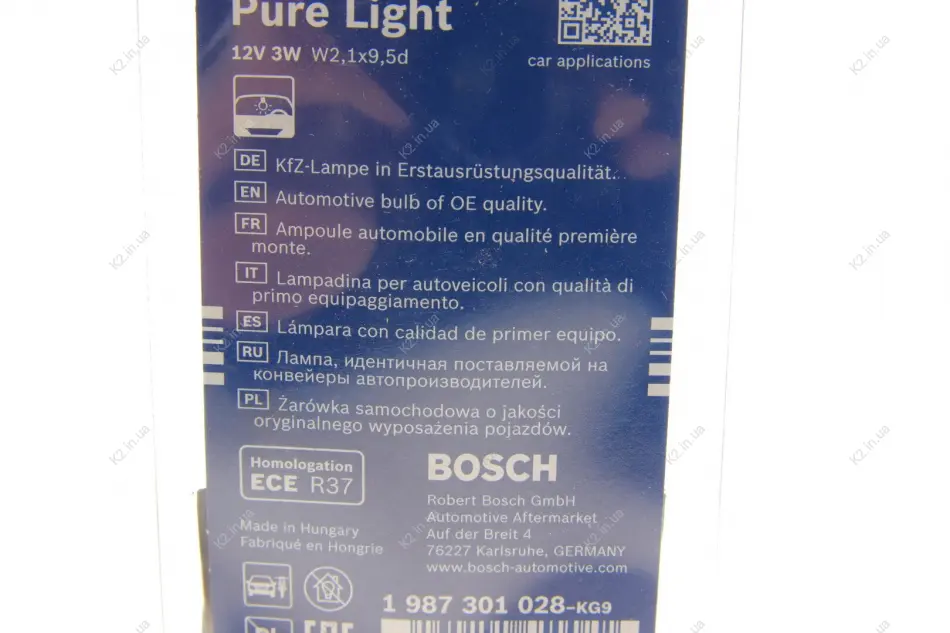 Pure Light
12V 3W W2,1x9,5d
car applications
DE KfZ-Lampe in Erstausrüstungsqualität.
EN Automotive bulb of OE quality.
FR Ampoule automobile en qualité première
monte.
IT Lampadina per autoveicoli con qualità di
primo equipaggiamento.
ES Lámpara con calidad de primer equipo.
RU Лампа, идентичная поставляемой на
конвейеры автопроизводителей.
PL Żarówka samochodowa o jakości
oryginalnego wyposażenia pojazdów.
Homologation
ECE R37
BOSCH
Robert Bosch GmbH
Automotive Aftermarket
Auf der Breit 4
76227 Karlsruhe, GERMANY
www.bosch-automotive.com
Made in Hungary
Fabriqué en Hongrie
1 987 301 028-KG9
K2.in.ua